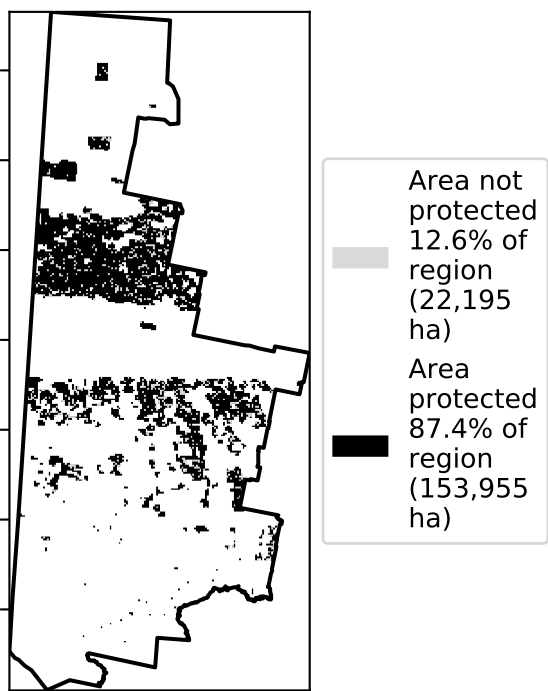 Area not
protected
12.6% of
region
(22,195
ha)
Area
protected
87.4% of
region
(153,955
ha)